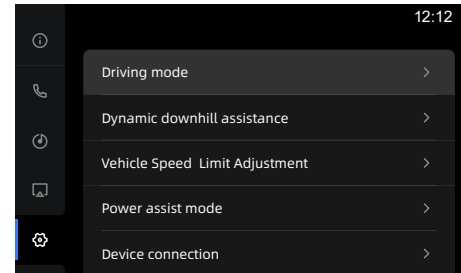 12:12
Driving mode
Dynamic downhill assistance
Vehicle Speed Limit Adjustment
Power assist mode
Device connection